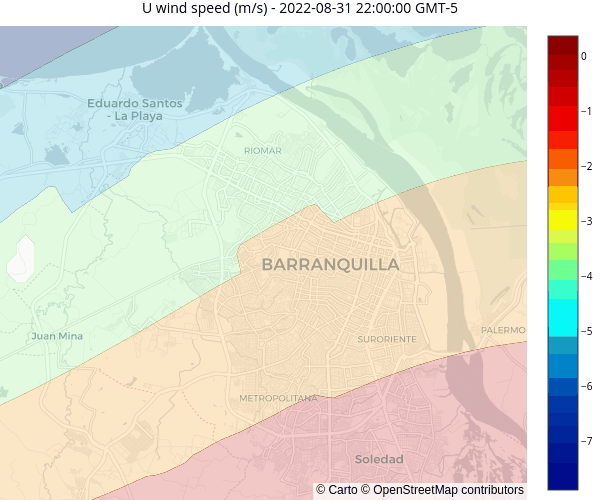 U wind speed (m/s) - 2022-08-31 22:00:00 GMT-5
Eduardo Santos
- La Playa
RIOMAR
BARRANQUILLA
Juan Mina
SURORIENTE
PALERMO
METROPOLITANA
Soledad
© Carto © OpenStreetMap contributors
0
−1
−2
−3
−4
−5
−6
−7